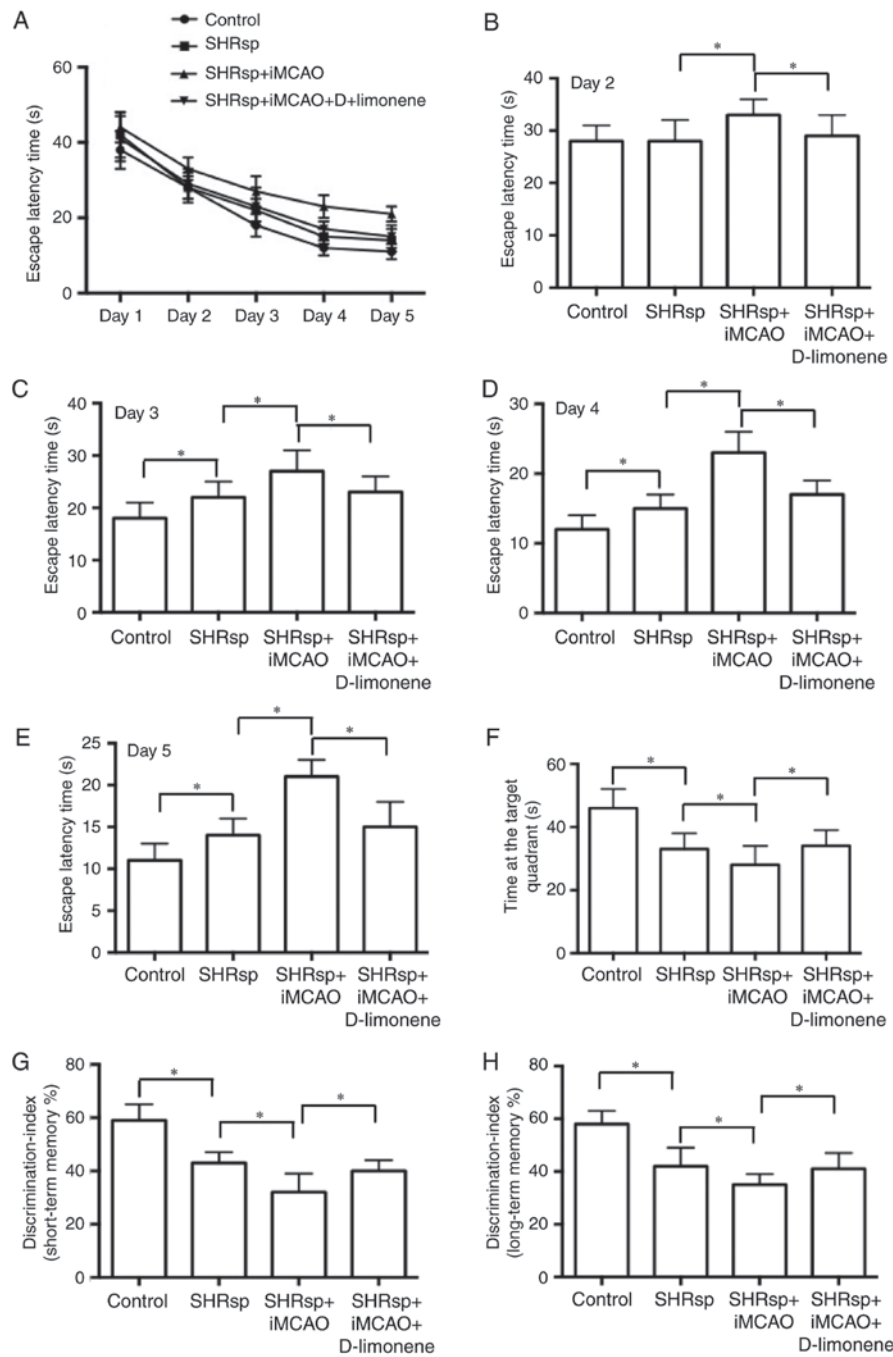 A
Control
SHRsp
SHRsp+iMCAO
SHRsp+iMCAO+D+limonene
Escape latency time (s)
60
40
20
0
Day 1 Day 2 Day 3 Day 4 Day 5
B
Day 2
* *
Escape latency time (s)
40
30
20
10
0
Control SHRsp SHRsp+ SHRsp+
iMCAO iMCAO+
D-limonene
C
Day 3
* * *
Escape latency time (s)
40
30
20
10
0
Control SHRsp SHRsp+ SHRsp+
iMCAO iMCAO+
D-limonene
D
Day 4
* * *
Escape latency time (s)
30
20
10
0
Control SHRsp SHRsp+ SHRsp+
iMCAO iMCAO+
D-limonene
E
Day 5
* * *
Escape latency time (s)
25
20
15
10
5
0
Control SHRsp SHRsp+ SHRsp+
iMCAO iMCAO+
D-limonene
F
* * *
Time at the target
quadrant (s)
60
40
20
0
Control SHRsp SHRsp+ SHRsp+
iMCAO iMCAO+
D-limonene
G
* * *
Discrimination-index
(short-term memory %)
80
60
40
20
0
Control SHRsp SHRsp+ SHRsp+
iMCAO iMCAO+
D-limonene
H
* * *
Discrimination-index
(long-term memory %)
80
60
40
20
0
Control SHRsp SHRsp+ SHRsp+
iMCAO iMCAO+
D-limonene